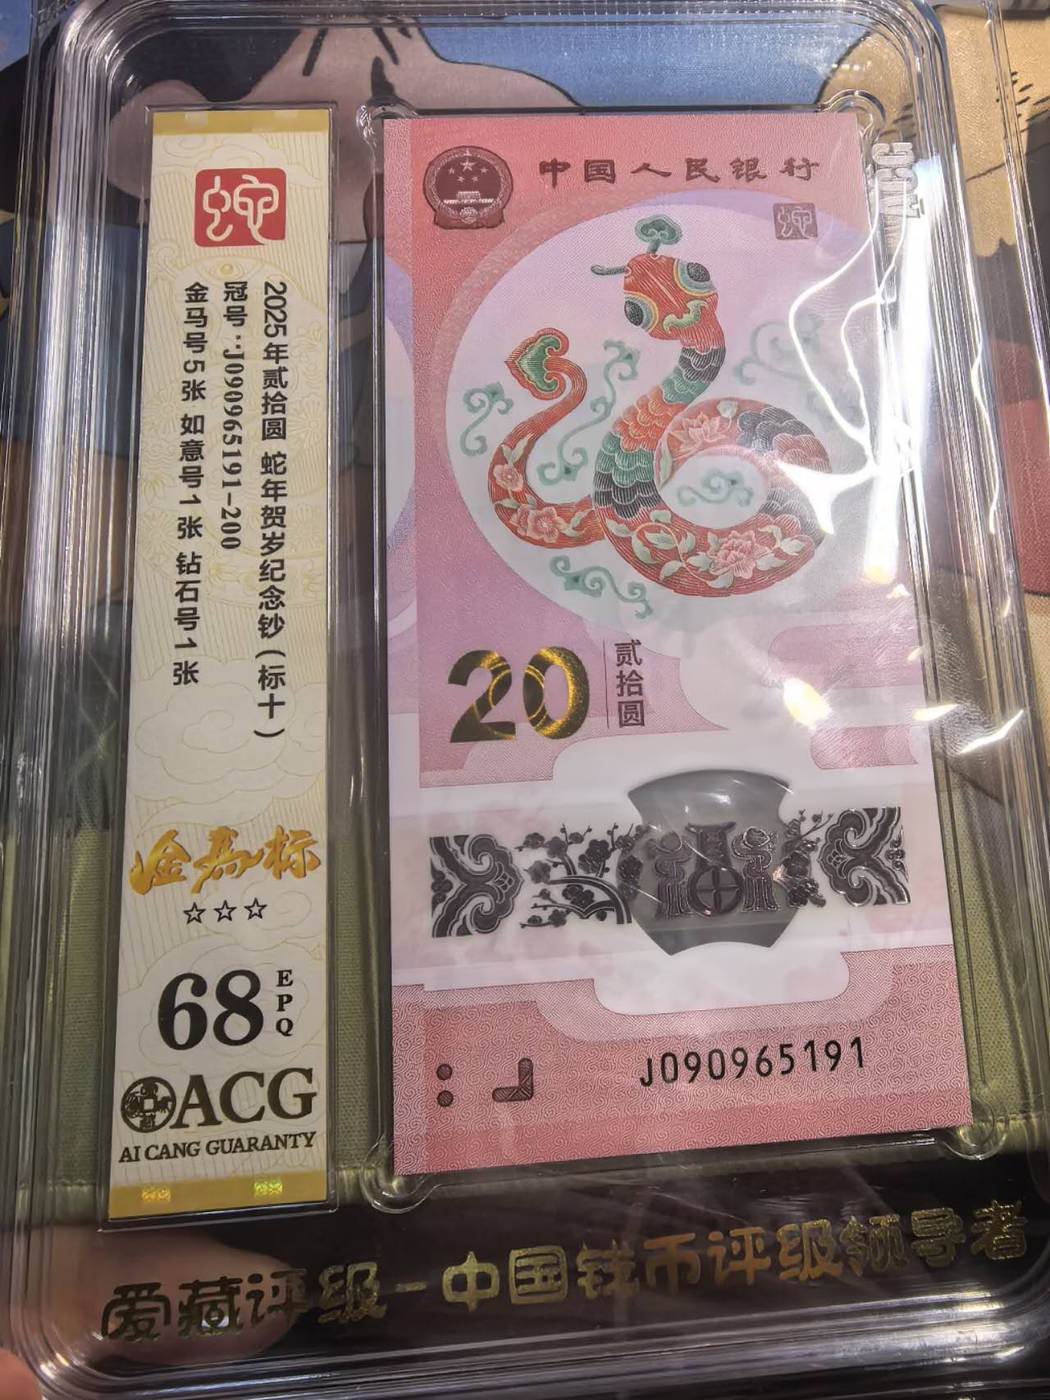 蛇
2025年贰拾圆 蛇年贺岁纪念钞(标十)
冠号:J090965191-200
金马号5张 如意号1张 钻石号1张
金马标
☆☆☆
68
EPQ
ACG
AI CANG GUARANTY
中国人民银行
蛇
20
贰拾圆
J090965191
爱藏评级-中国钱币评级领导者